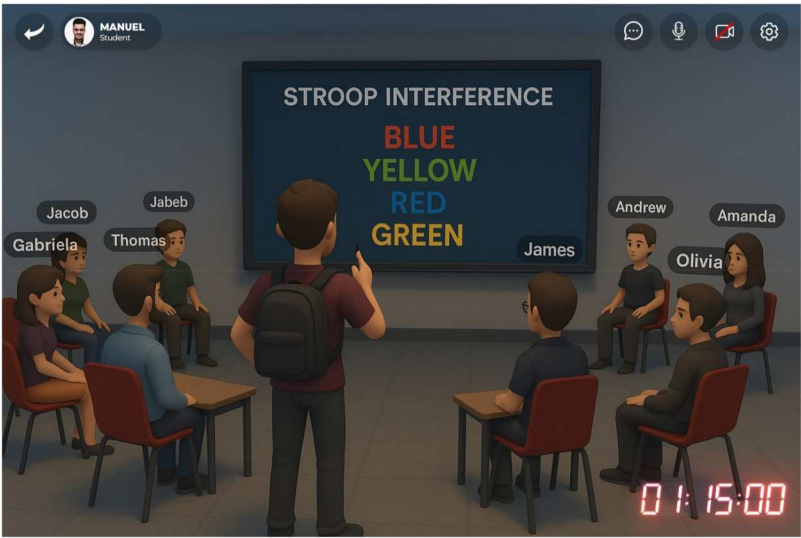 MANUEL
Student
STROOP INTERFERENCE
BLUE
YELLOW
RED
GREEN
Jabeb
Jacob
Thomas
Gabriela
James
Andrew
Amanda
Olivia
01:15:00